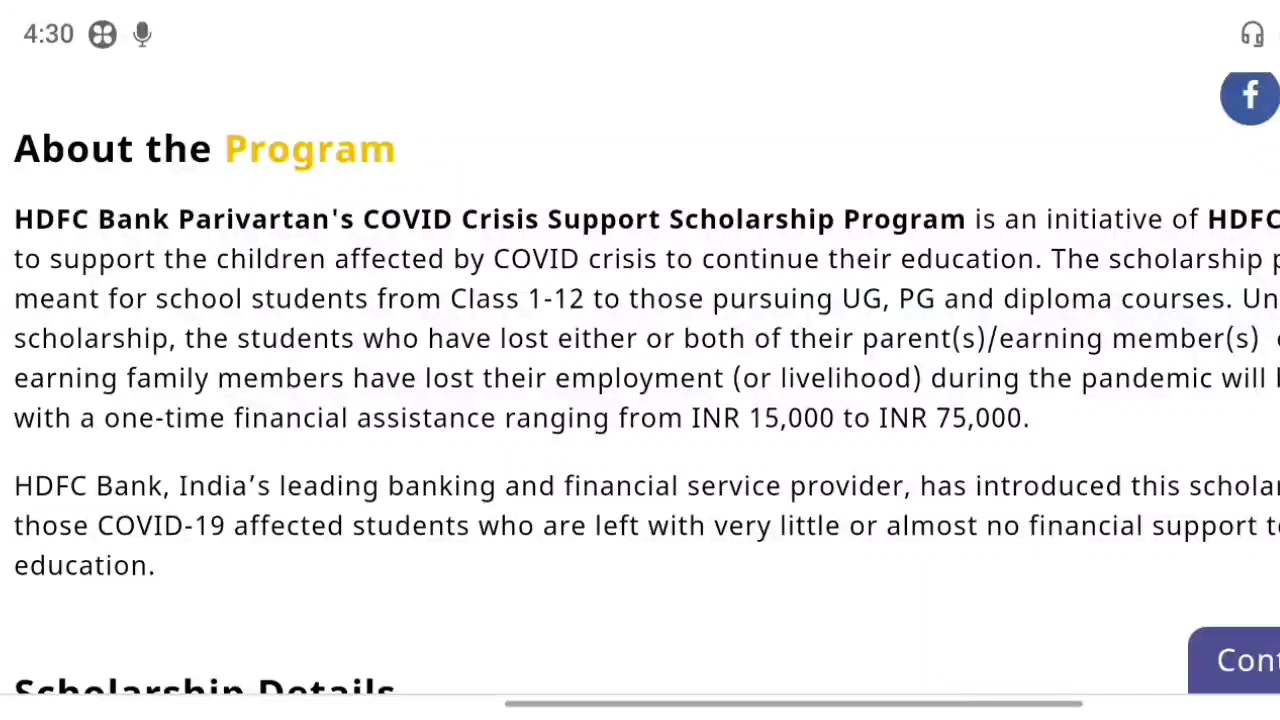 4:30
f
About the Program
HDFC Bank Parivartan's COVID Crisis Support Scholarship Program is an initiative of HDFC
to support the children affected by COVID crisis to continue their education. The scholarship
meant for school students from Class 1-12 to those pursuing UG, PG and diploma courses.
scholarship, the students who have lost either or both of their parent(s)/earning member(s)
earning family members have lost their employment (or livelihood) during the pandemic will
with a one-time financial assistance ranging from INR 15,000 to INR 75,000.
HDFC Bank, India’s leading banking and financial service provider, has introduced this
those COVID-19 affected students who are left with very little or almost no financial support
education.
Scholarship Details